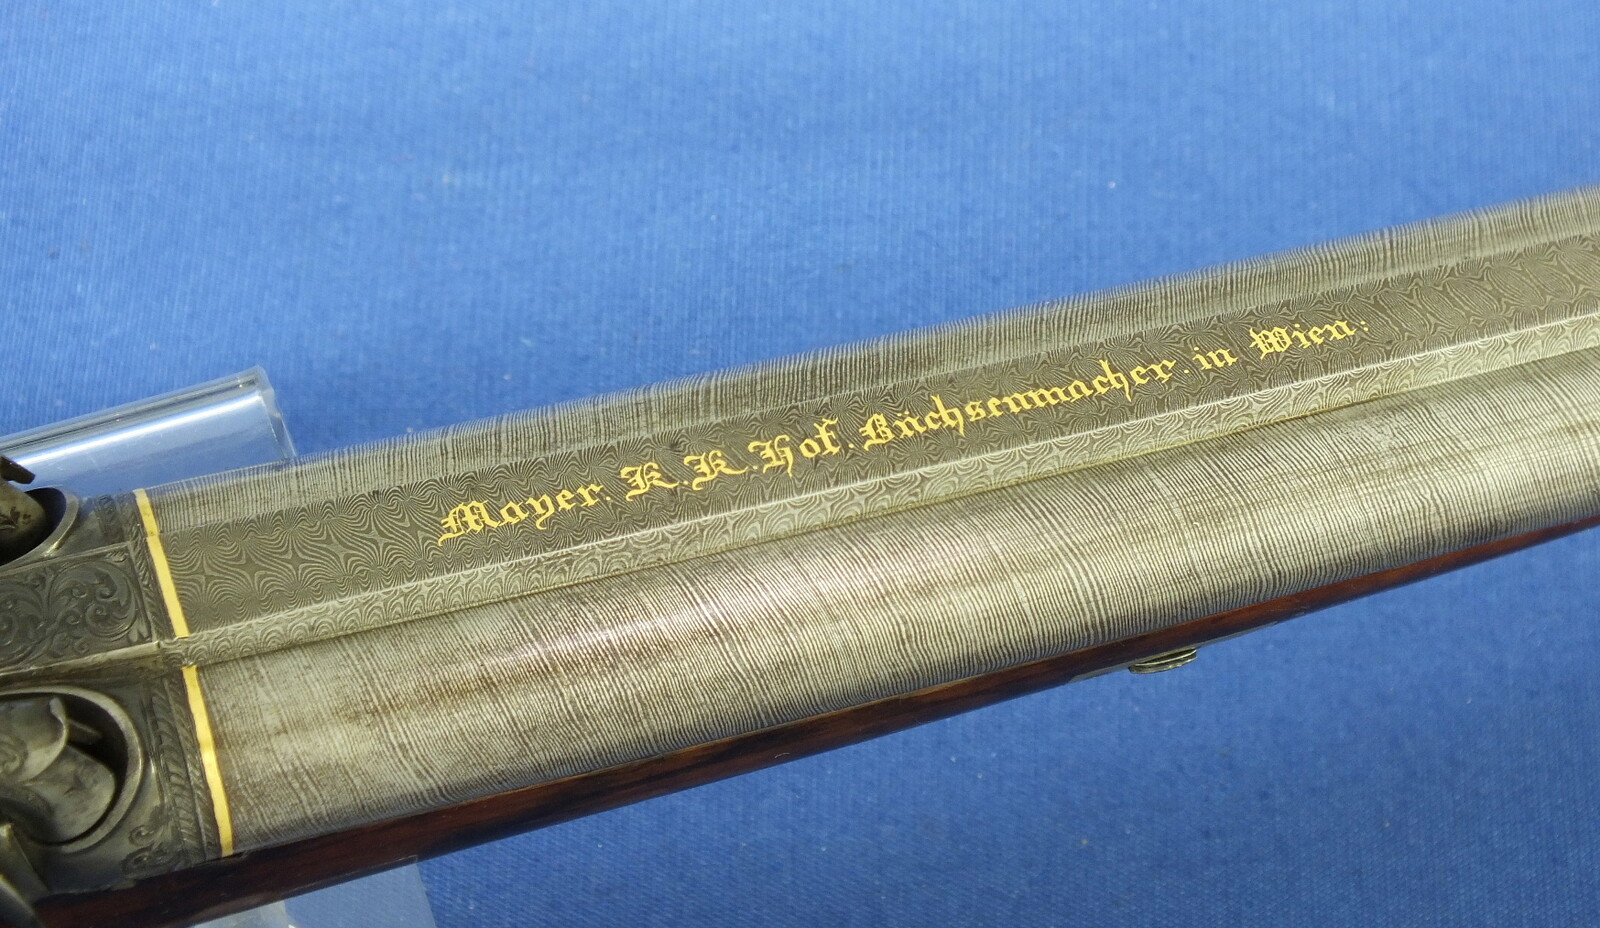 Mayer. K. K. Hof. Büchsenmacher. in Wien: